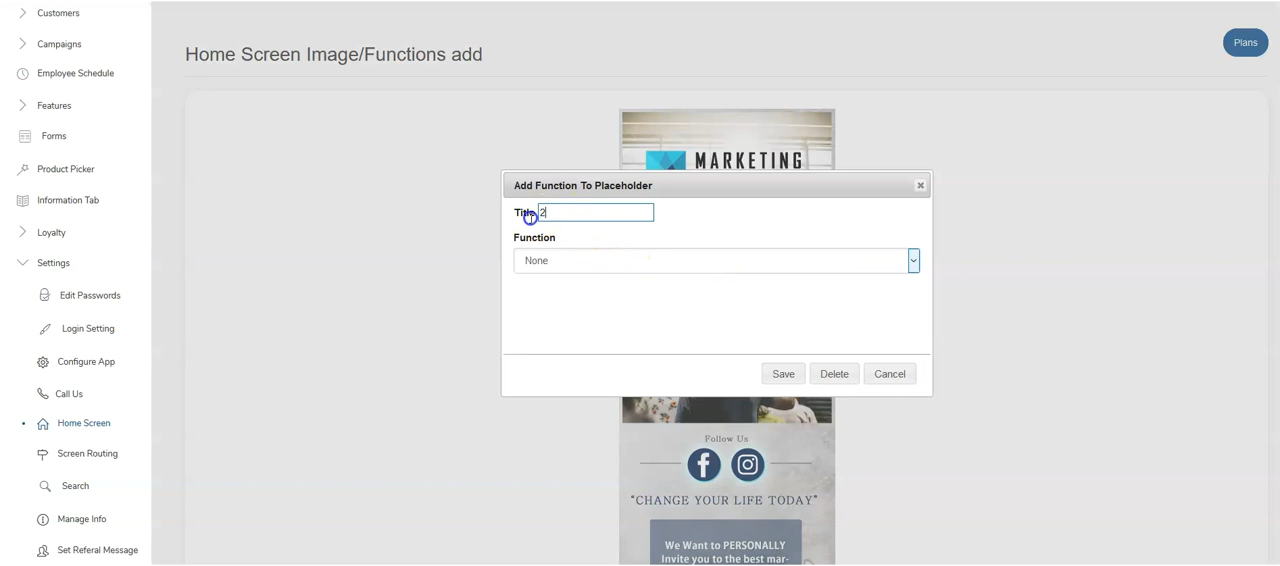 Customers
Campaigns
Employee Schedule
Features
Forms
Product Picker
Information Tab
Loyalty
Settings
Edit Passwords
Login Setting
Configure App
Call Us
Home Screen
Screen Routing
Search
Manage Info
Set Referal Message
Home Screen Image/Functions add
Plans
MARKETING
Add Function To Placeholder
Title 2
Function
None
Save Delete Cancel
Follow Us
"CHANGE YOUR LIFE TODAY"
We Want to PERSONALLY
Invite you to the best mar-